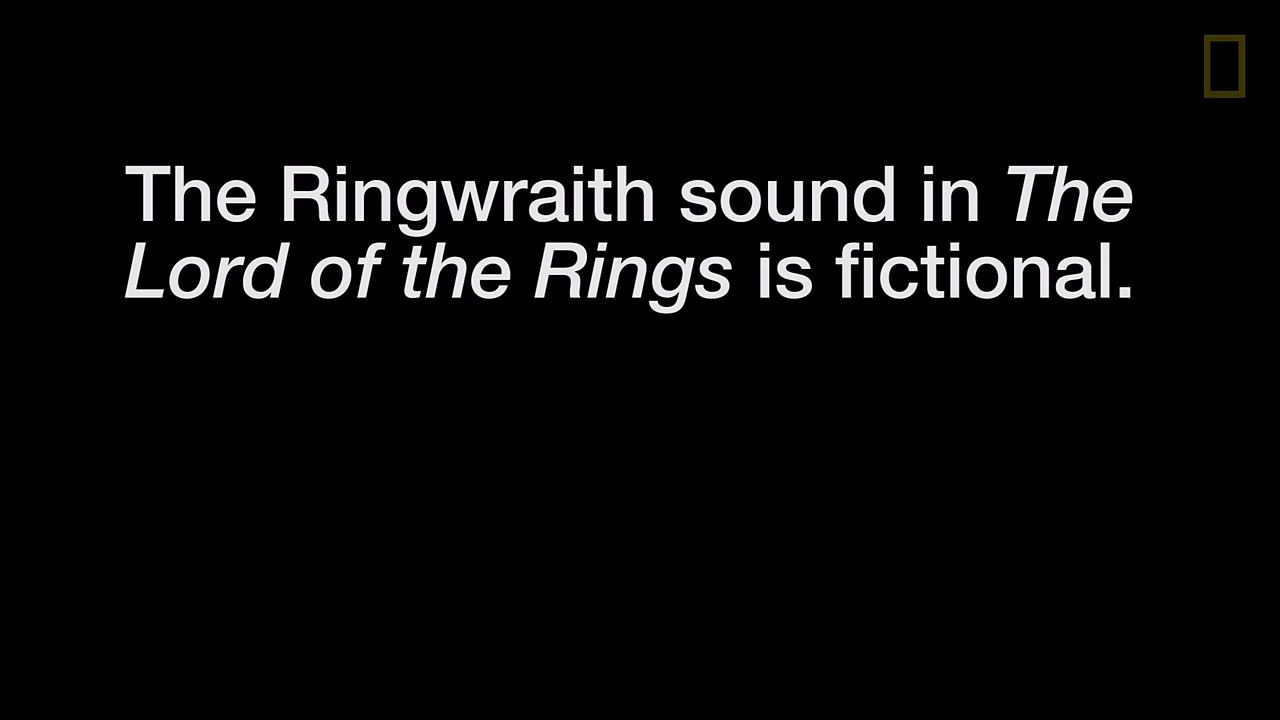 The Ringwraith sound in The
Lord of the Rings is fictional.